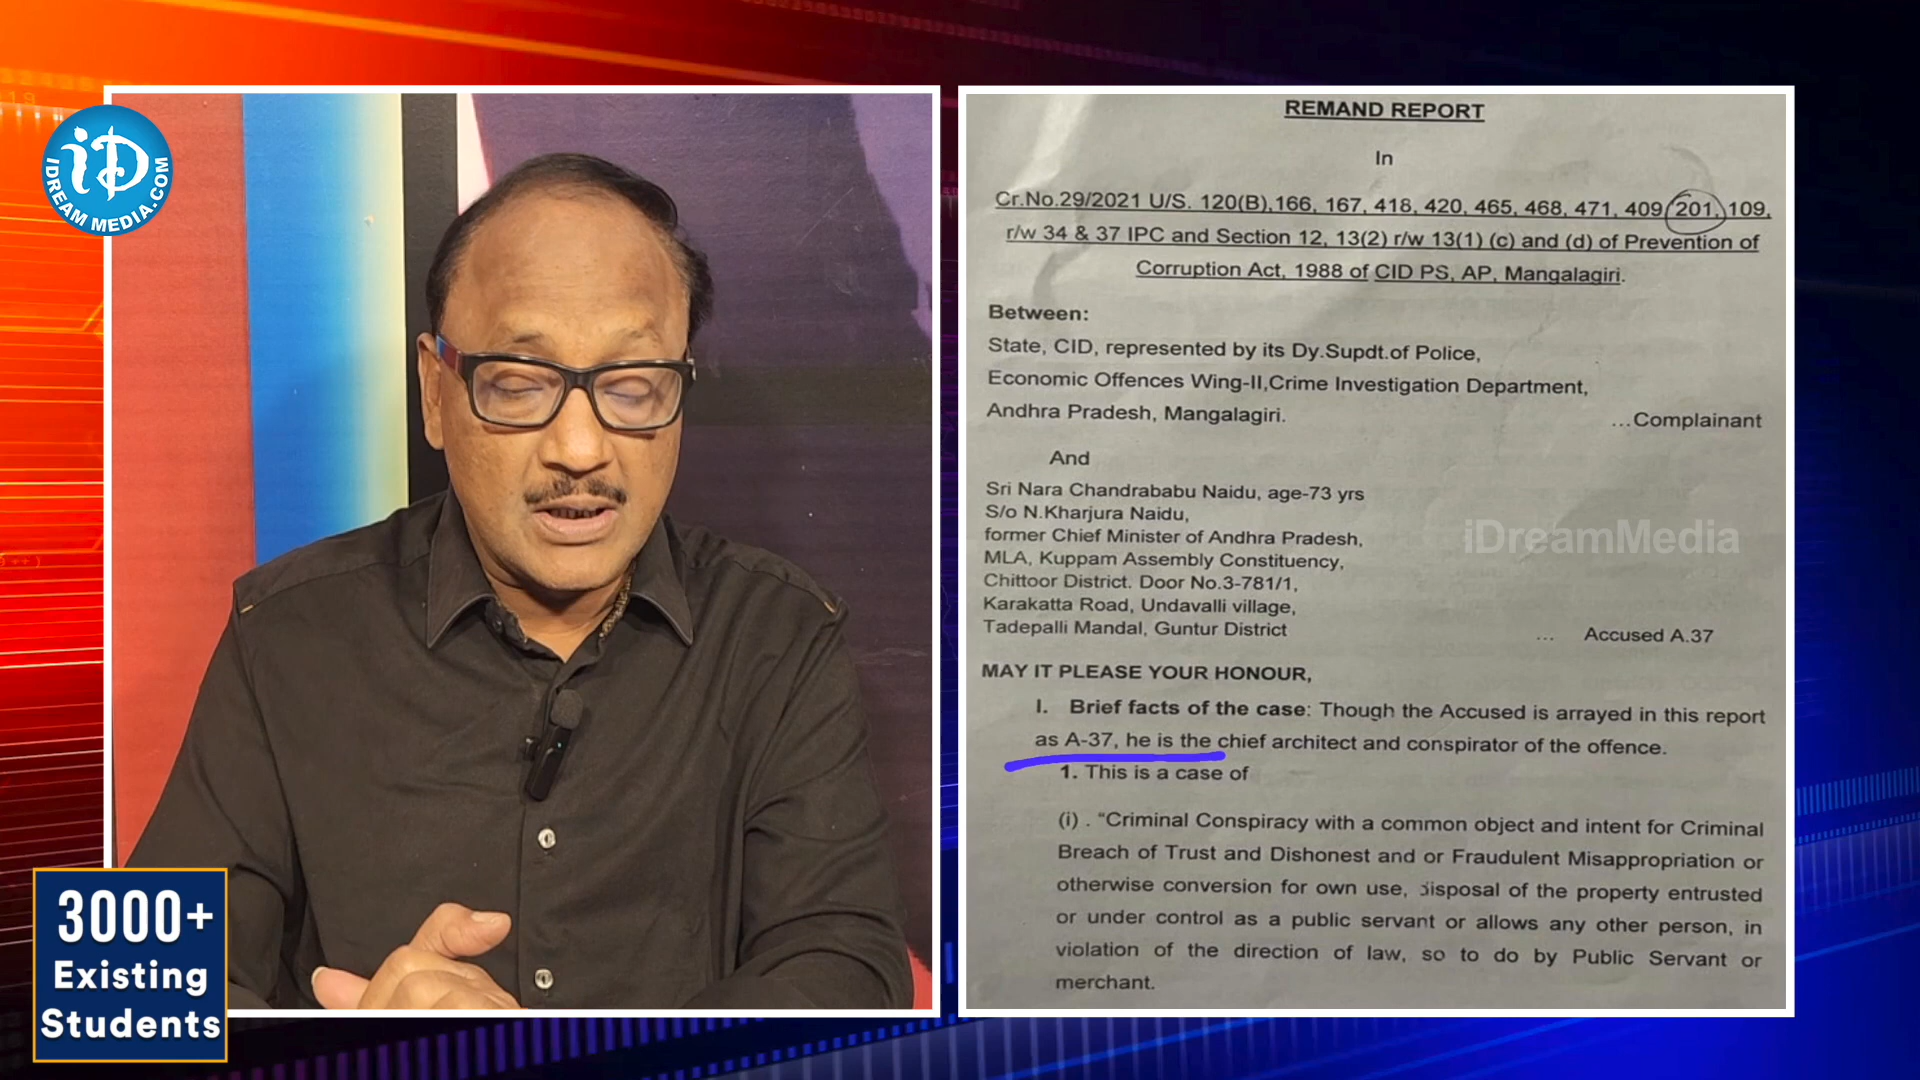 iD
IDREAM MEDIA.COM
3000+
Existing
Students
REMAND REPORT
In
Cr.No.29/2021 U/S. 120(B),166, 167, 418, 420, 465, 468, 471, 409, 201, 109,
r/w 34 & 37 IPC and Section 12, 13(2) r/w 13(1) (c) and (d) of Prevention of
Corruption Act, 1988 of CID PS, AP, Mangalagiri.
Between:
State, CID, represented by its Dy.Supdt.of Police,
Economic Offences Wing-II,Crime Investigation Department,
Andhra Pradesh, Mangalagiri.
...Complainant
And
Sri Nara Chandrababu Naidu, age-73 yrs
S/o N.Kharjura Naidu,
former Chief Minister of Andhra Pradesh,
MLA, Kuppam Assembly Constituency,
Chittoor District. Door No.3-781/1,
Karakatta Road, Undavalli village,
Tadepalli Mandal, Guntur District
... Accused A.37
iDreamMedia
MAY IT PLEASE YOUR HONOUR,
I. Brief facts of the case: Though the Accused is arrayed in this report
as A-37, he is the chief architect and conspirator of the offence.
1. This is a case of
(i) . “Criminal Conspiracy with a common object and intent for Criminal
Breach of Trust and Dishonest and or Fraudulent Misappropriation or
otherwise conversion for own use, disposal of the property entrusted
or under control as a public servant or allows any other person, in
violation of the direction of law, so to do by Public Servant or
merchant.